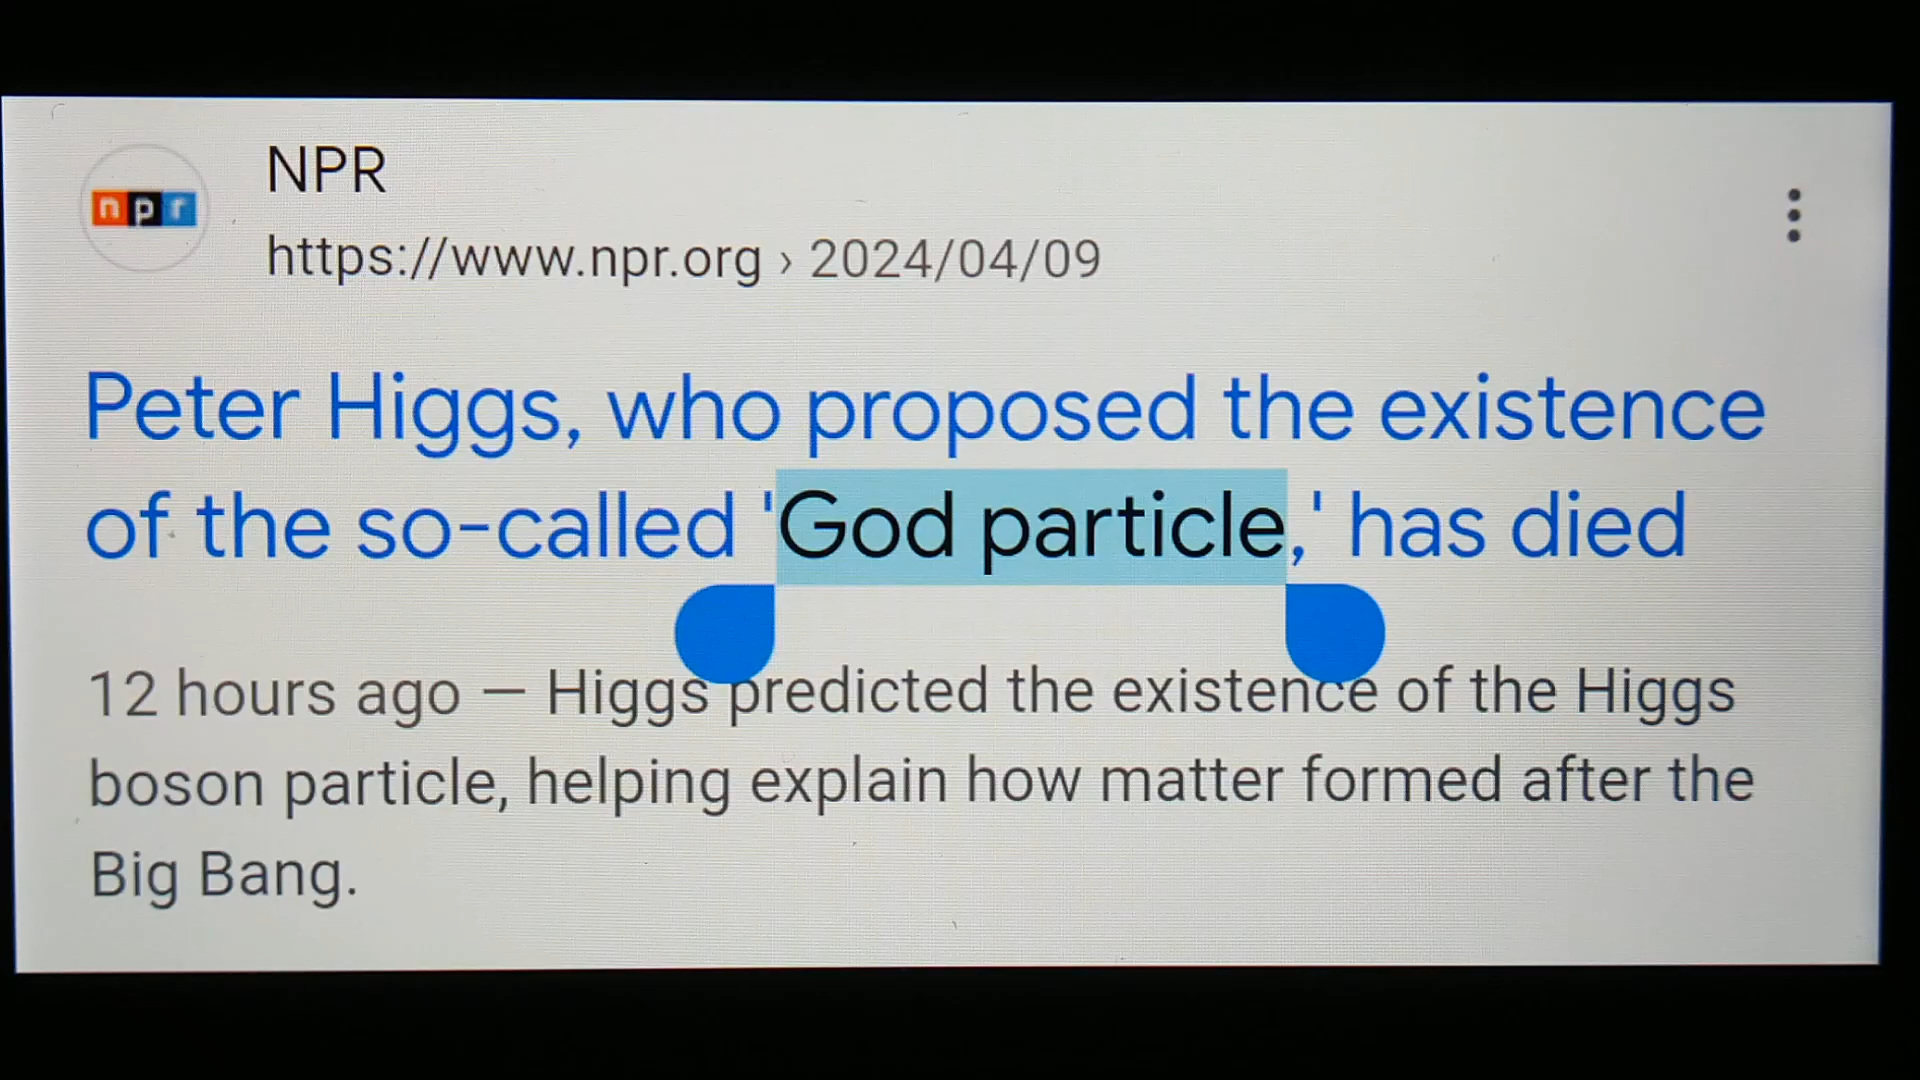 npr
NPR
https://www.npr.org › 2024/04/09
Peter Higgs, who proposed the existence
of the so-called 'God particle,' has died
12 hours ago — Higgs predicted the existence of the Higgs
boson particle, helping explain how matter formed after the
Big Bang.